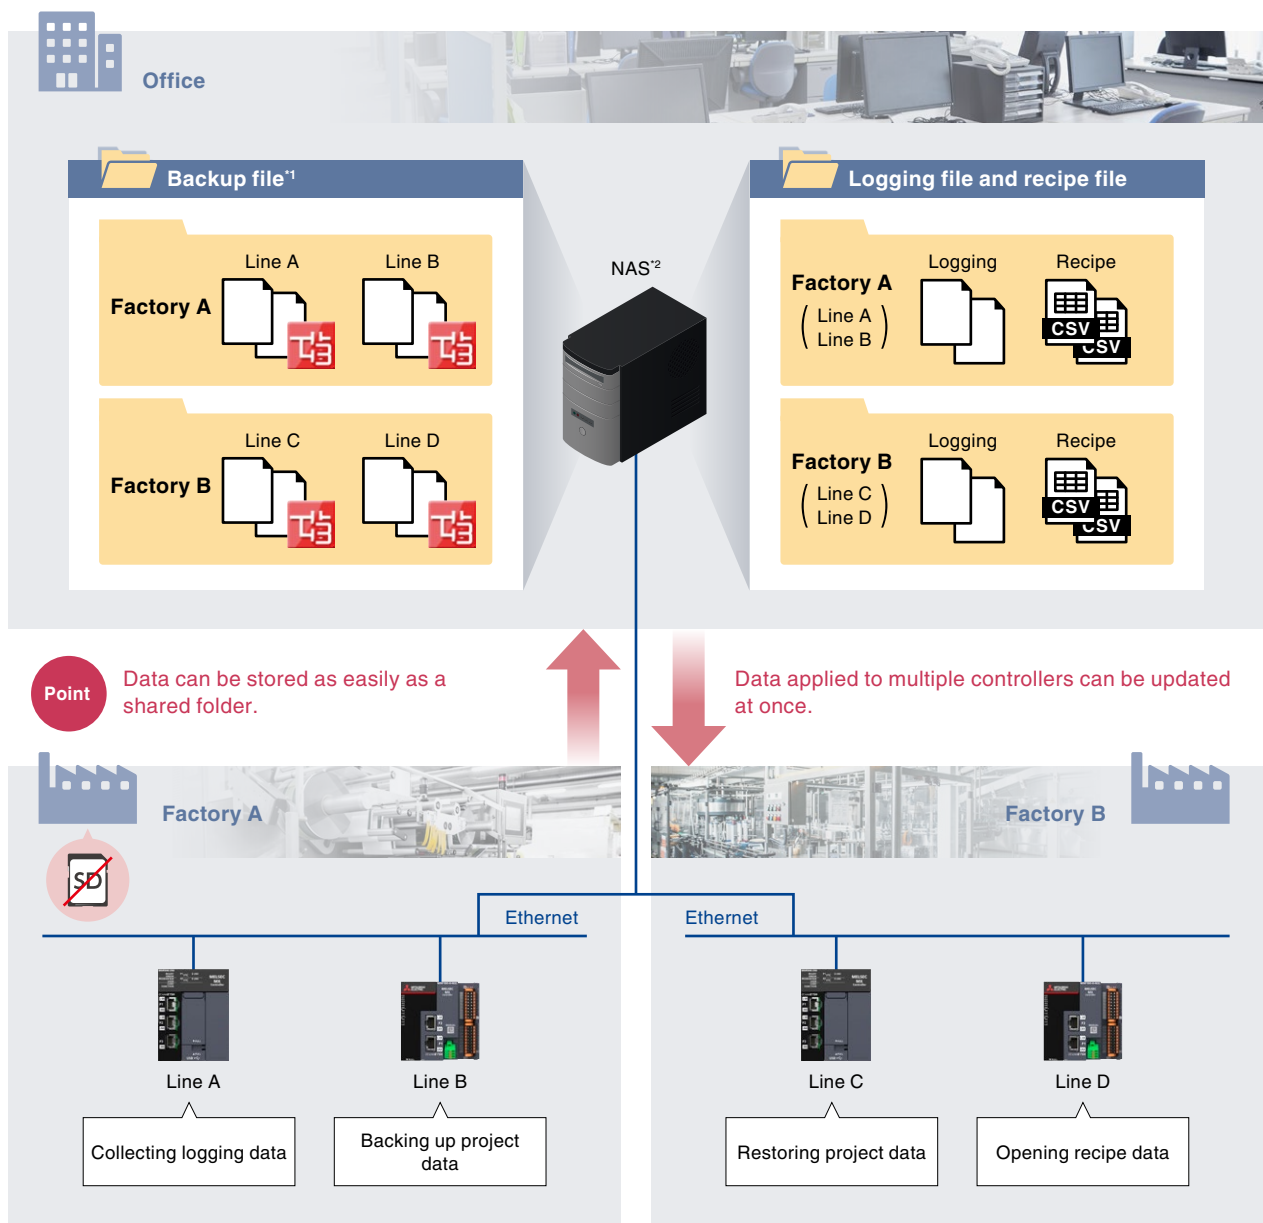 Office
Backup file*1
Line A
Line B
Factory A
Line C
Line D
Factory B
NAS*2
Logging file and recipe file
Factory A
Line A
Line B
Logging
Recipe
CSV
CSV
Factory B
Line C
Line D
Logging
Recipe
CSV
CSV
Point
Data can be stored as easily as a
shared folder.
Data applied to multiple controllers can be updated
at once.
Factory A
Factory B
SD
Ethernet
Ethernet
Line A
Line B
Line C
Line D
Collecting logging data
Backing up project
data
Restoring project data
Opening recipe data